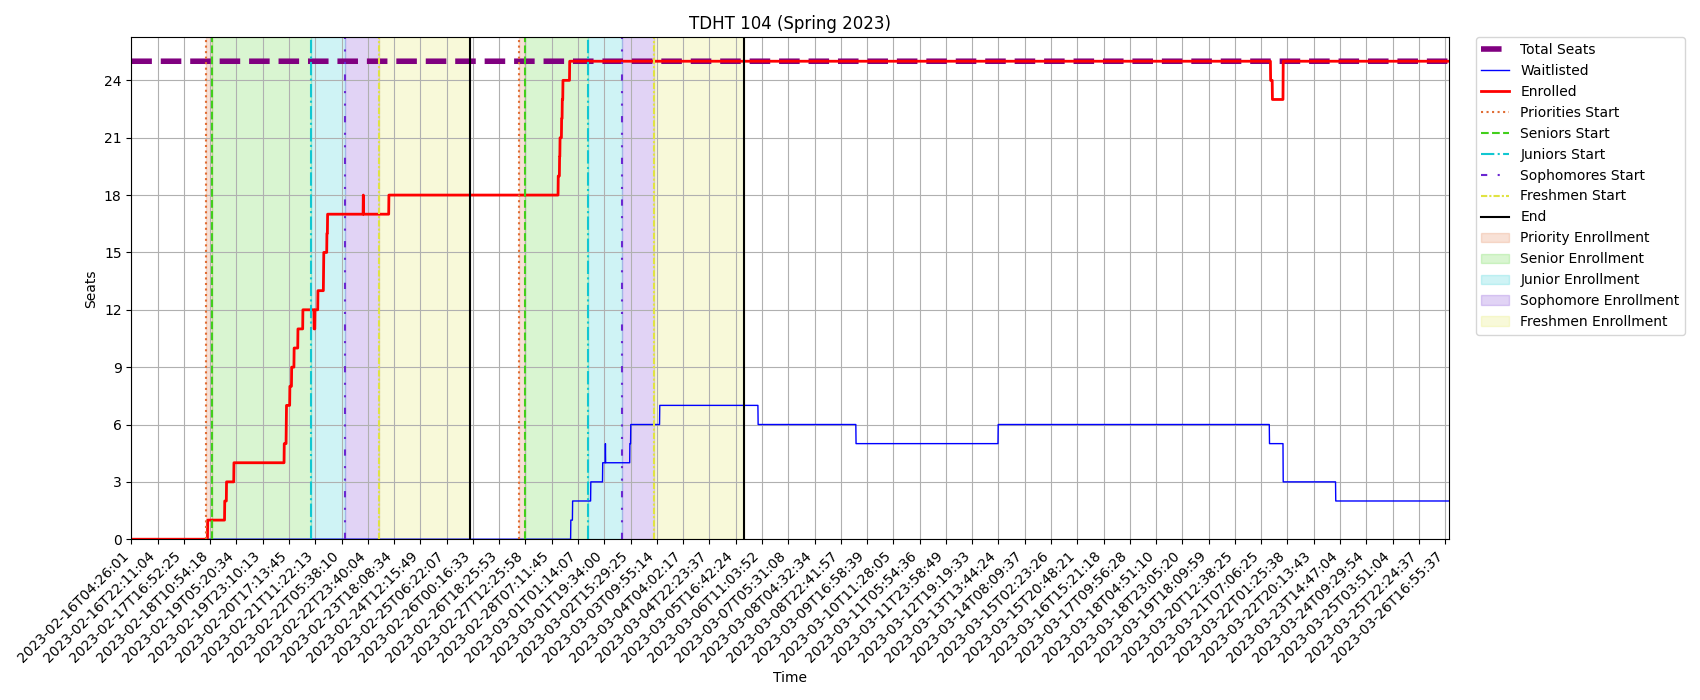 TDHT 104 (Spring 2023)
Seats
24
21
18
15
12
9
6
3
0
2023-02-16T04:26:01
2023-02-16T22:11:04
2023-02-17T16:52:25
2023-02-18T10:54:18
2023-02-19T05:20:34
2023-02-19T23:10:13
2023-02-20T17:13:45
2023-02-21T11:22:13
2023-02-22T05:38:10
2023-02-22T23:40:04
2023-02-23T18:08:34
2023-02-24T12:15:49
2023-02-25T06:22:07
2023-02-26T00:16:33
2023-02-26T18:25:53
2023-02-27T12:25:58
2023-02-28T07:11:45
2023-03-01T01:14:07
2023-03-01T19:34:00
2023-03-02T15:29:25
2023-03-03T09:55:14
2023-03-04T04:02:17
2023-03-04T22:23:37
2023-03-05T16:42:24
2023-03-06T11:03:52
2023-03-07T05:31:08
2023-03-08T04:32:34
2023-03-08T22:41:57
2023-03-09T16:58:39
2023-03-10T11:28:05
2023-03-11T05:54:36
2023-03-11T23:58:49
2023-03-12T19:19:33
2023-03-13T13:44:24
2023-03-14T08:09:37
2023-03-15T02:23:26
2023-03-15T20:48:21
2023-03-16T15:21:18
2023-03-17T09:56:28
2023-03-18T04:51:10
2023-03-18T23:05:20
2023-03-19T18:09:59
2023-03-20T12:38:25
2023-03-21T07:06:25
2023-03-22T01:25:38
2023-03-22T20:13:43
2023-03-23T14:47:04
2023-03-24T09:29:54
2023-03-25T03:51:04
2023-03-25T22:24:37
2023-03-26T16:55:37
Time
Total Seats
Waitlisted
Enrolled
Priorities Start
Seniors Start
Juniors Start
Sophomores Start
Freshmen Start
End
Priority Enrollment
Senior Enrollment
Junior Enrollment
Sophomore Enrollment
Freshmen Enrollment